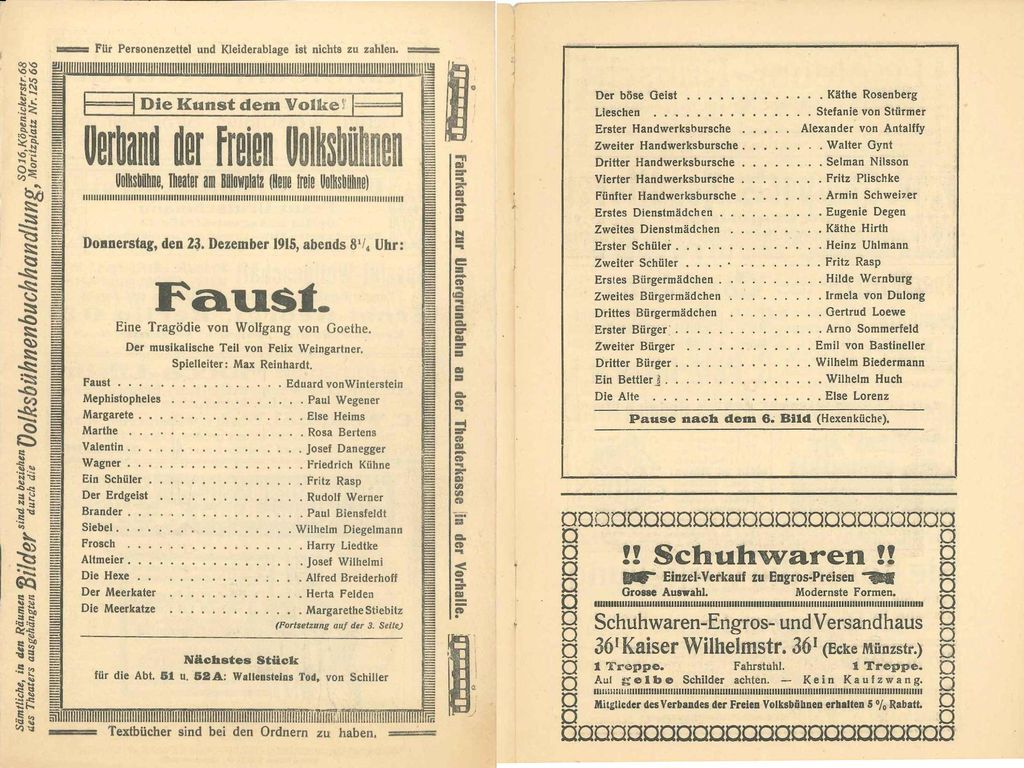 Für Personenzettel und Kleiderablage ist nichts zu zahlen.
Die Kunst dem Volke!
Verband der Freien Volksbühnen
Volksbühne, Theater am Bülowplatz (Neue freie Volksbühne)
Donnerstag, den 23. Dezember 1915, abends 8¹/₄ Uhr:
Faust.
Eine Tragödie von Wolfgang von Goethe.
Der musikalische Teil von Felix Weingartner.
Spielleiter: Max Reinhardt.
Faust . . . . . . . . . . . . . . . Eduard von Winterstein
Mephistopheles . . . . . . . . . . . . Paul Wegener
Margarete . . . . . . . . . . . . . . . Else Heims
Marthe . . . . . . . . . . . . . . . . Rosa Bertens
Valentin . . . . . . . . . . . . . . . . Josef Danegger
Wagner . . . . . . . . . . . . . . . . Friedrich Kühne
Ein Schüler . . . . . . . . . . . . . . Fritz Rasp
Der Erdgeist . . . . . . . . . . . . . Rudolf Werner
Brander . . . . . . . . . . . . . . . . Paul Biensfeldt
Siebel . . . . . . . . . . . . . . . . Wilhelm Diegelmann
Frosch . . . . . . . . . . . . . . . . Harry Liedtke
Altmeier . . . . . . . . . . . . . . . . Josef Wilhelmi
Die Hexe . . . . . . . . . . . . . . . Alfred Breiderhoff
Der Meerkater . . . . . . . . . . . . Herta Felden
Die Meerkatze . . . . . . . . . . . . Margarethe Stiebitz
(Fortsetzung auf der 3. Seite)
Nächstes Stück
für die Abt. 51 u. 52A: Wallensteins Tod, von Schiller
Textbücher sind bei den Ordnern zu haben.
Sämtliche, in den Räumen des Theaters ausgehängten Bilder sind zu beziehen durch die Volksbühnenbuchhandlung, SO 16, Köpenickerstr. 68 Moritzplatz Nr. 125 66
Fahrkarten zur Untergrundbahn an der Theaterkasse in der Vorhalle.
Der böse Geist . . . . . . . . . . . . . Käthe Rosenberg
Lieschen . . . . . . . . . . . . . . . Stefanie von Stürmer
Erster Handwerksbursche . . . . . Alexander von Antalffy
Zweiter Handwerksbursche . . . . . . . . Walter Gynt
Dritter Handwerksbursche . . . . . . . . Selman Nilsson
Vierter Handwerksbursche . . . . . . . . Fritz Plischke
Fünfter Handwerksbursche . . . . . . . . Armin Schweizer
Erstes Dienstmädchen . . . . . . . . . . Eugenie Degen
Zweites Dienstmädchen . . . . . . . . . Käthe Hirth
Erster Schüler . . . . . . . . . . . . . . Heinz Uhlmann
Zweiter Schüler . . . . . . . . . . . . . Fritz Rasp
Erstes Bürgermädchen . . . . . . . . . . Hilde Wernburg
Zweites Bürgermädchen . . . . . . . . . Irmela von Dulong
Drittes Bürgermädchen . . . . . . . . . Gertrud Loewe
Erster Bürger . . . . . . . . . . . . . . Arno Sommerfeld
Zweiter Bürger . . . . . . . . . . . . Emil von Bastineller
Dritter Bürger . . . . . . . . . . . . . Wilhelm Biedermann
Ein Bettler . . . . . . . . . . . . . . . Wilhelm Huch
Die Alte . . . . . . . . . . . . . . . . Else Lorenz
Pause nach dem 6. Bild (Hexenküche).
!! Schuhwaren !!
Einzel-Verkauf zu Engros-Preisen
Grosse Auswahl. Modernste Formen.
Schuhwaren-Engros- und Versandhaus
36ᴵ Kaiser Wilhelmstr. 36ᴵ (Ecke Münzstr.)
1 Treppe. Fahrstuhl. 1 Treppe.
Auf gelbe Schilder achten. — Kein Kaufzwang.
Mitglieder des Verbandes der Freien Volksbühnen erhalten 5 % Rabatt.